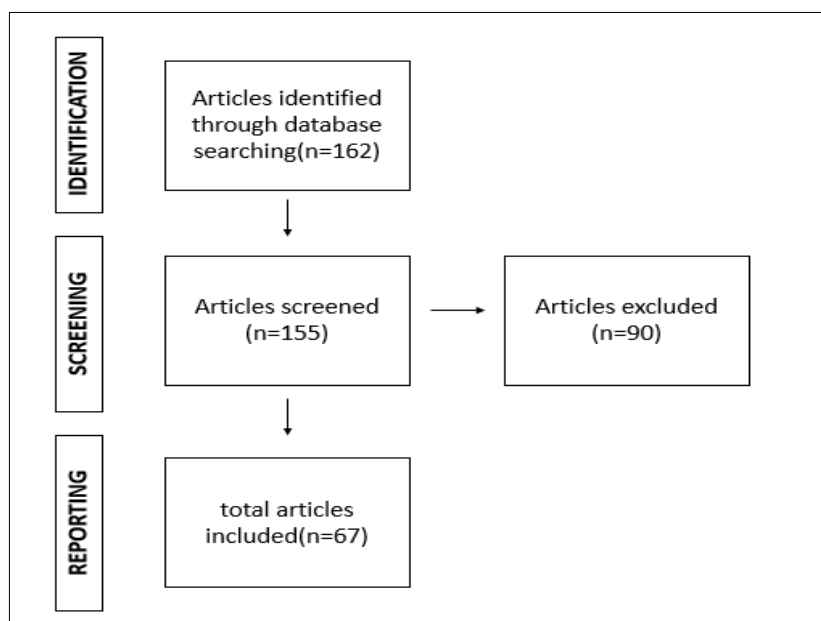 IDENTIFICATION
Articles identified
through database
searching(n=162)
SCREENING
Articles screened
(n=155)
Articles excluded
(n=90)
REPORTING
total articles
included(n=67)